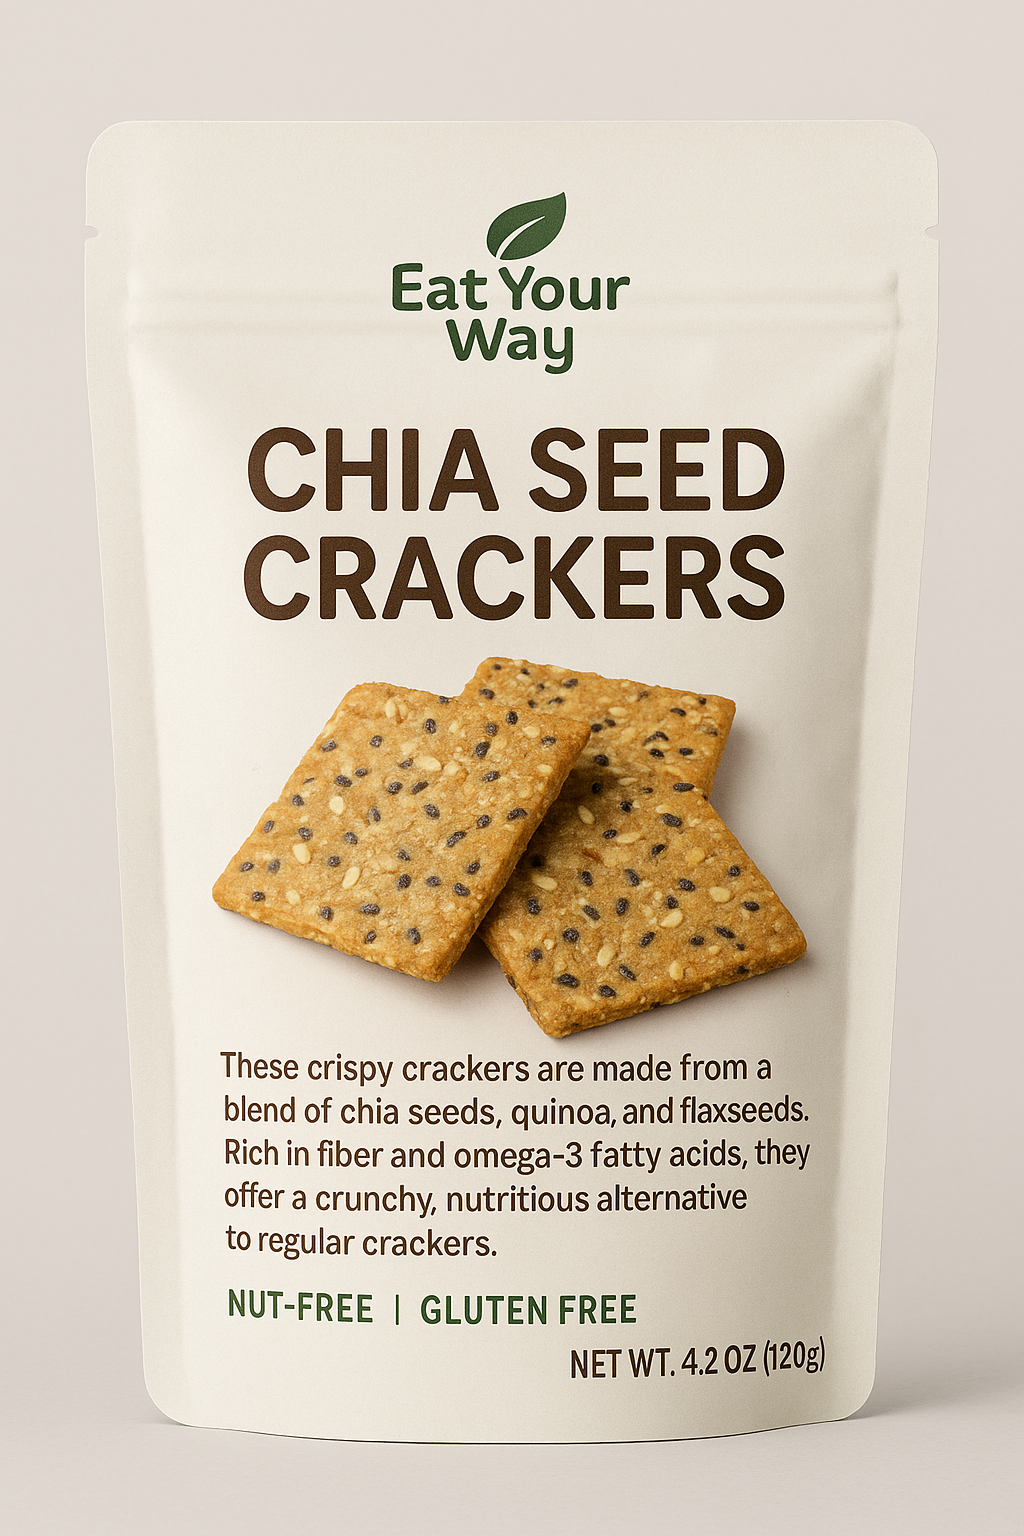 Eat Your
Way
CHIA SEED
CRACKERS
These crispy crackers are made from a
blend of chia seeds, quinoa, and flaxseeds.
Rich in fiber and omega-3 fatty acids, they
offer a crunchy, nutritious alternative
to regular crackers.
NUT-FREE | GLUTEN FREE
NET WT. 4.2 OZ (120g)